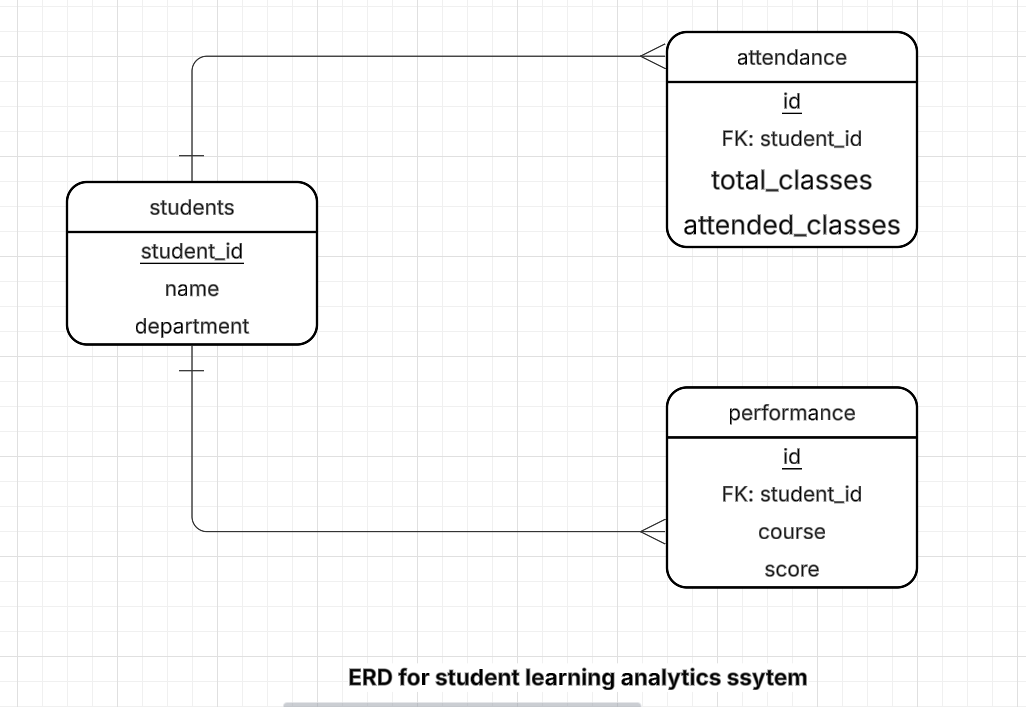 attendance
id
FK: student_id
total_classes
attended_classes
students
student_id
name
department
performance
id
FK: student_id
course
score
ERD for student learning analytics ssytem